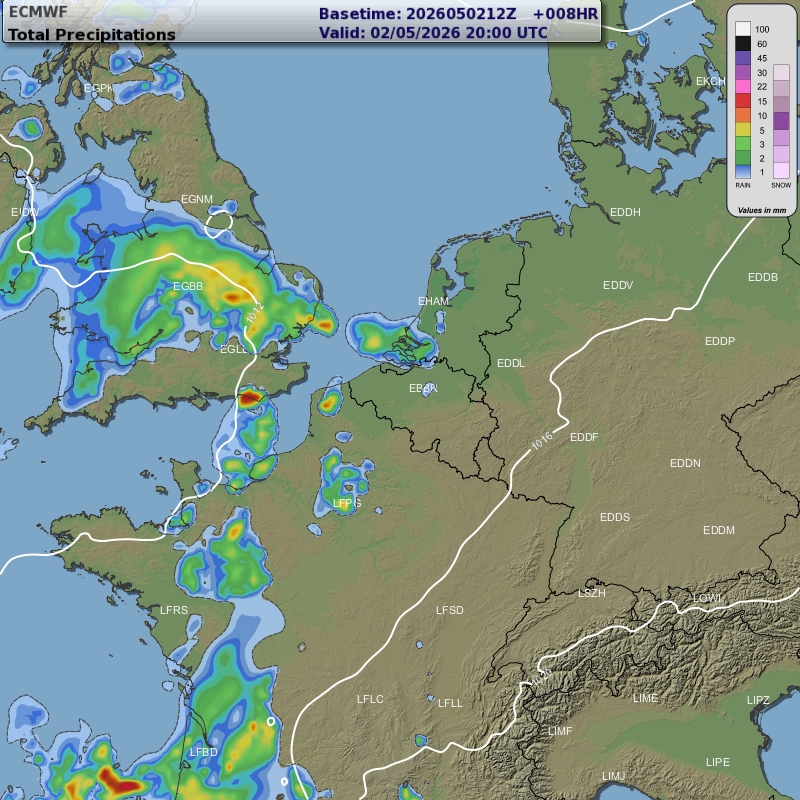 ECMWF
Basetime: 2026050212Z +008HR
Total Precipitations
Valid: 02/05/2026 20:00 UTC
100
60
45
30
22
15
10
5
3
2
1
RAIN SNOW
Values in mm
EGPK
EKCH
EGNM
EIDW
EDDH
EGBB
EDDV
EDDB
EHAM
1012
EDDP
EGLL
EDDL
EBBR
1016
EDDF
EDDN
LFPG
EDDS
EDDM
LFRS
LFSD
LSZH
LOWI
LFLC
LFLL
LIME
LIPZ
LIMF
LFBD
LIPE
LIMJ